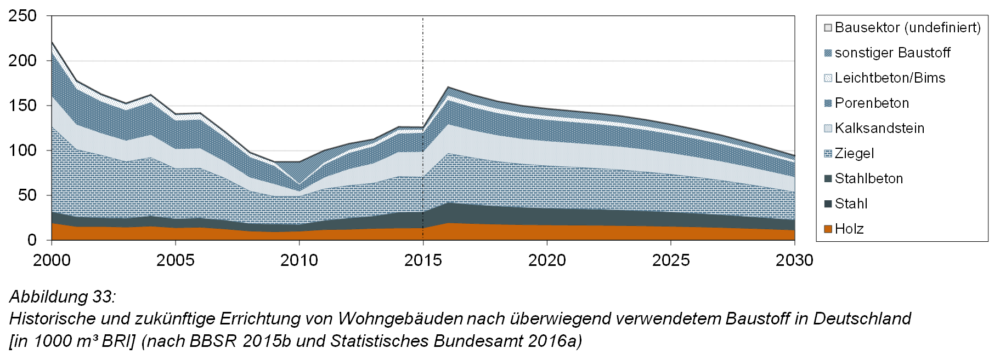 250
200
150
100
50
0
2000 2005 2010 2015 2020 2025 2030
Bausektor (undefiniert)
sonstiger Baustoff
Leichtbeton/Bims
Porenbeton
Kalksandstein
Ziegel
Stahlbeton
Stahl
Holz
Abbildung 33:
Historische und zukünftige Errichtung von Wohngebäuden nach überwiegend verwendetem Baustoff in Deutschland
[in 1000 m³ BRI] (nach BBSR 2015b und Statistisches Bundesamt 2016a)